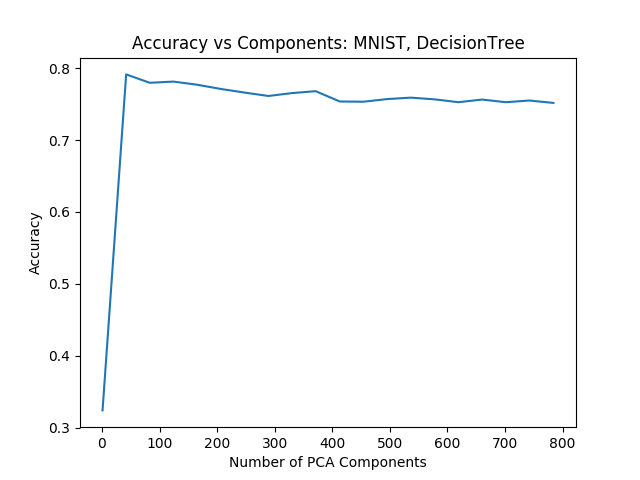 Accuracy vs Components: MNIST, DecisionTree
0.8
0.7
0.6
0.5
0.4
0.3
Accuracy
0 100 200 300 400 500 600 700 800
Number of PCA Components